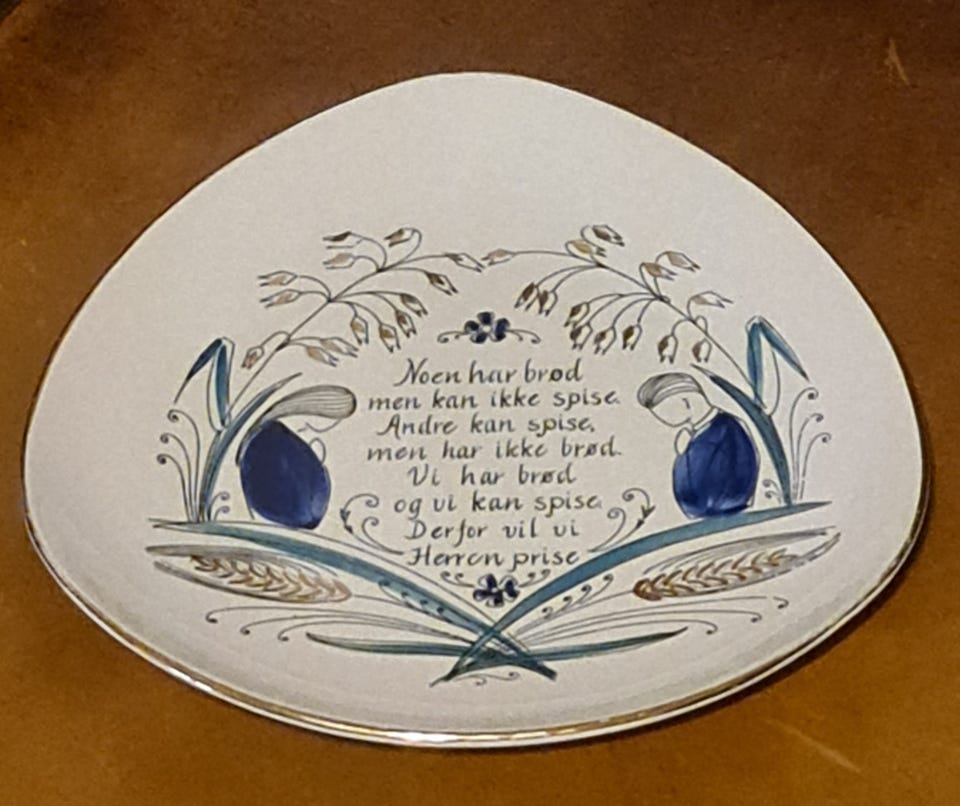 Noen har brød
men kan ikke spise.
Andre kan spise,
men har ikke brød.
Vi har brød
og vi kan spise.
Derfor vil vi
Herren prise